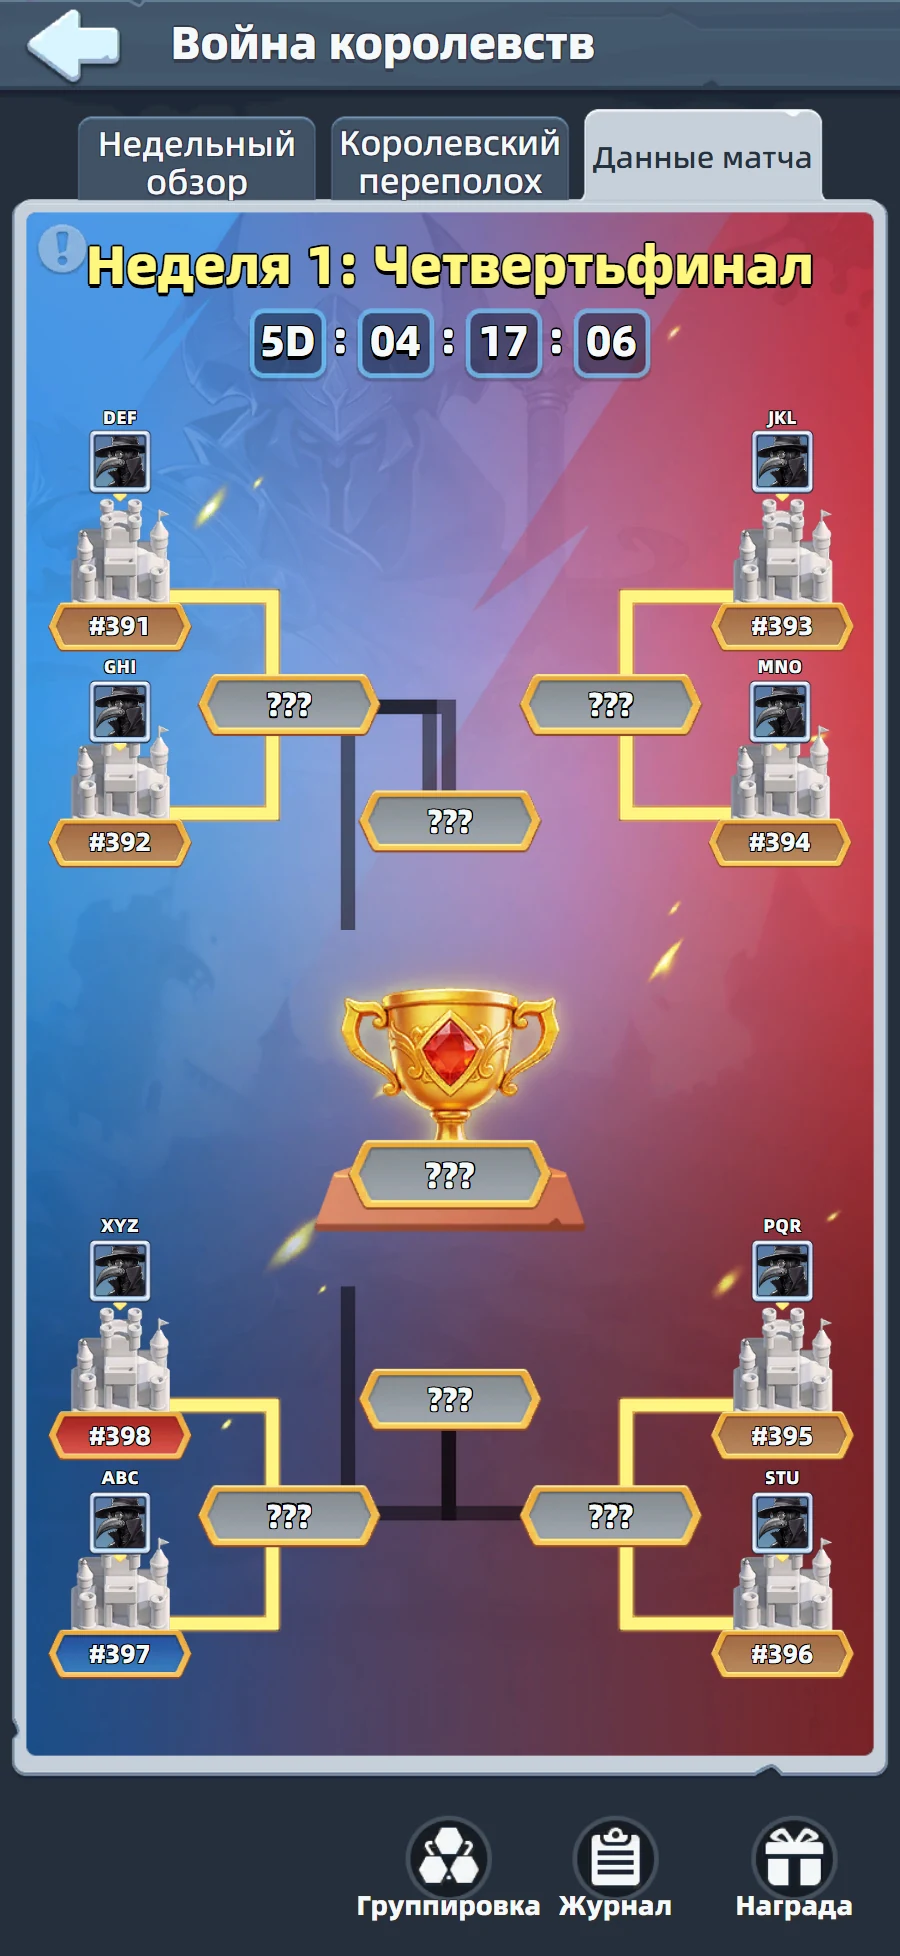 Война королевств
Недельный
обзор
Королевский
переполох
Данные матча
Неделя 1: Четвертьфинал
5D : 04 : 17 : 06
DEF
JKL
#391
#393
GHI
MNO
???
???
???
#392
#394
???
XYZ
PQR
???
#398
#395
ABC
STU
???
???
#397
#396
Группировка
Журнал
Награда